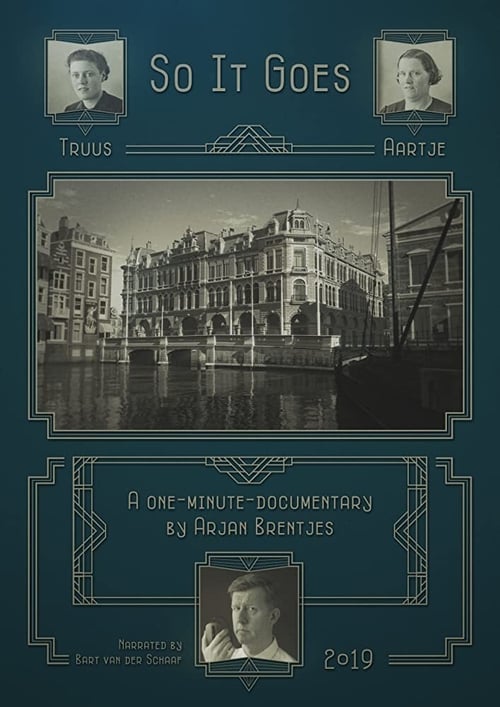 So It Goes
Truus
Aartje
A one-minute-documentary
by Arjan Brentjes
Narrated by
Bart van der Schaaf
2019